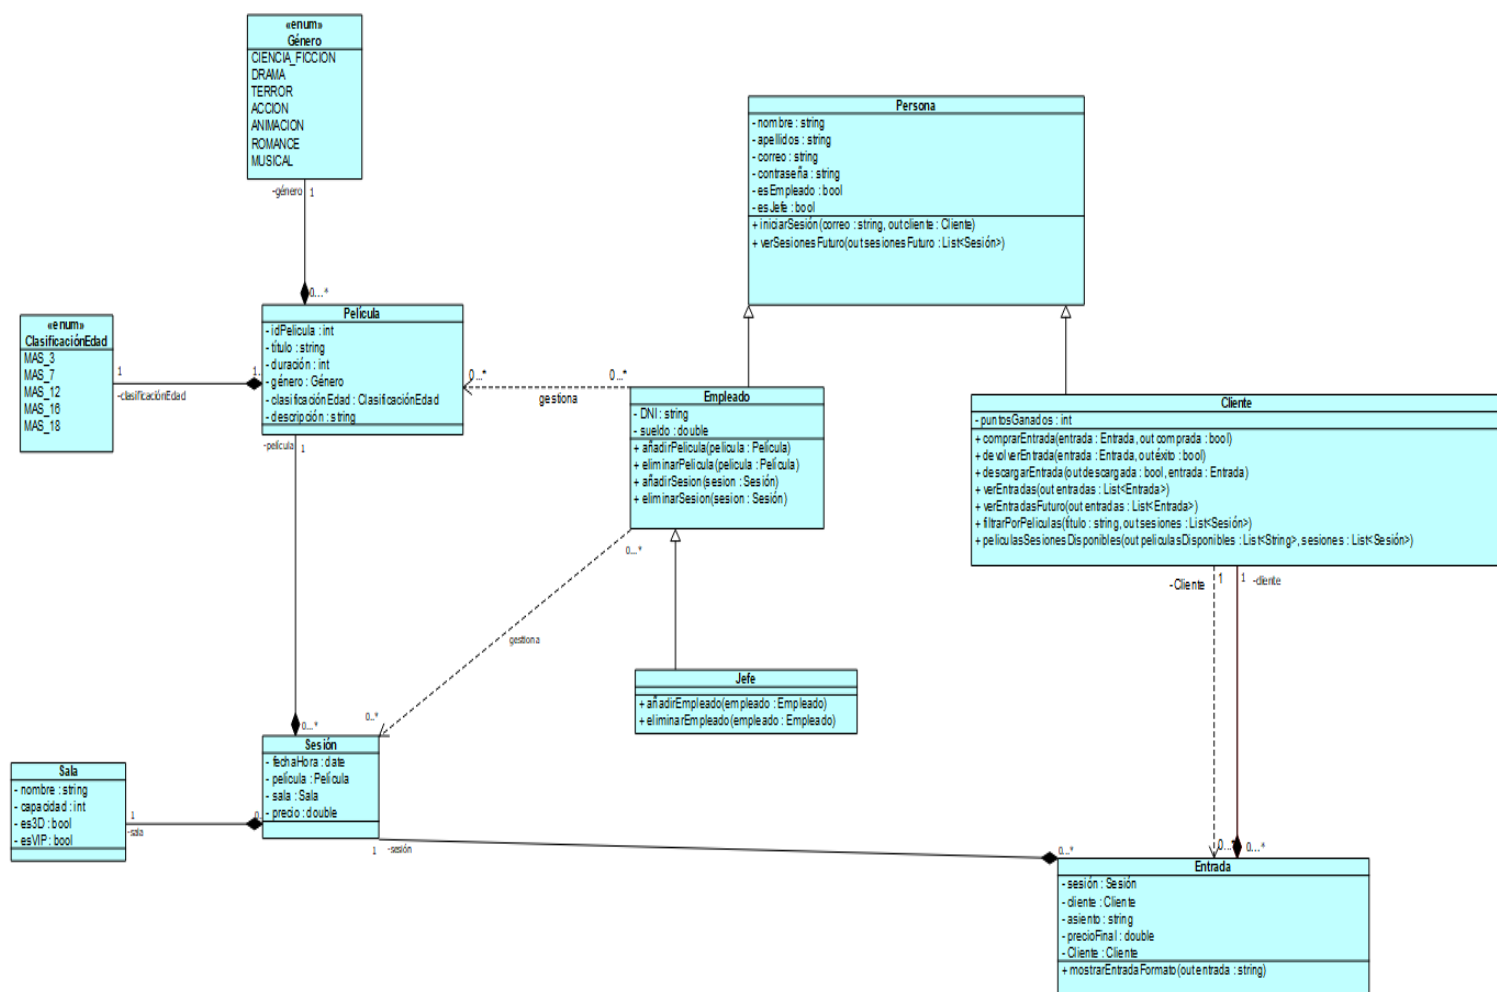 «enum»
Género
CIENCIA_FICCION
DRAMA
TERROR
ACCION
ANIMACION
ROMANCE
MUSICAL
-género
1
0...*
Persona
- nombre : string
- apellidos : string
- correo : string
- contraseña : string
- esEmpleado : bool
- esJefe : bool
+ iniciarSesión(correo : string, out cliente : Cliente)
+ verSesionesFuturo(out sesionesFuturo : List<Sesión>)
«enum»
ClasificaciónEdad
MAS_3
MAS_7
MAS_12
MAS_16
MAS_18
1
-clasificaciónEdad
1.
Película
- idPelicula : int
- título : string
- duración : int
- género : Género
- clasificaciónEdad : ClasificaciónEdad
- descripción : string
-película
1
0...*
0...*
gestiona
Empleado
- DNI : string
- sueldo : double
+ añadirPelicula(pelicula : Película)
+ eliminarPelicula(pelicula : Película)
+ añadirSesion(sesion : Sesión)
+ eliminarSesion(sesion : Sesión)
0...*
gestiona
0...*
Cliente
- puntosGanados : int
+ comprarEntrada(entrada : Entrada, out comprada : bool)
+ devolverEntrada(entrada : Entrada, out éxito : bool)
+ descargarEntrada(out descargada : bool, entrada : Entrada)
+ verEntradas(out entradas : List<Entrada>)
+ verEntradasFuturo(out entradas : List<Entrada>)
+ filtrarPorPeliculas(título : string, out sesiones : List<Sesión>)
+ peliculasSesionesDisponibles(out peliculasDisponibles : List<String>, sesiones : List<Sesión>)
-Cliente
1
1
-cliente
Jefe
+ añadirEmpleado(empleado : Empleado)
+ eliminarEmpleado(empleado : Empleado)
0...*
Sesión
- fechaHora : date
- película : Película
- sala : Sala
- precio : double
Sala
- nombre : string
- capacidad : int
- es3D : bool
- esVIP : bool
1
-sala
0.
1
-sesión
0...*
0...*
0...*
Entrada
- sesión : Sesión
- cliente : Cliente
- asiento : string
- precioFinal : double
- Cliente : Cliente
+ mostrarEntradaFormato(out entrada : string)